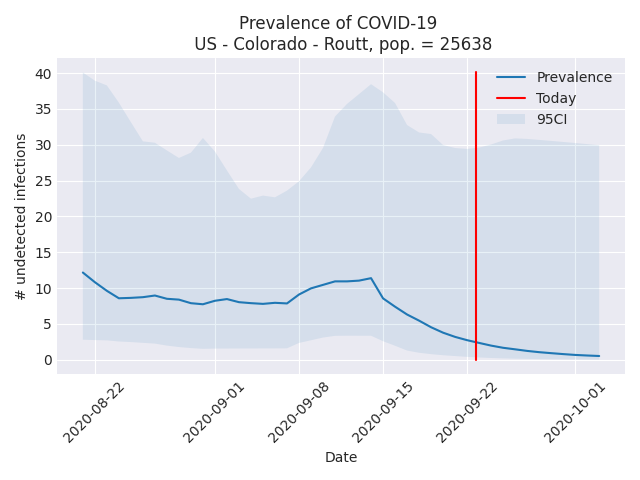 Prevalence of COVID-19
US - Colorado - Routt, pop. = 25638
# undetected infections
40
35
30
25
20
15
10
5
0
Prevalence
Today
95CI
2020-08-22
2020-09-01
2020-09-08
2020-09-15
2020-09-22
2020-10-01
Date